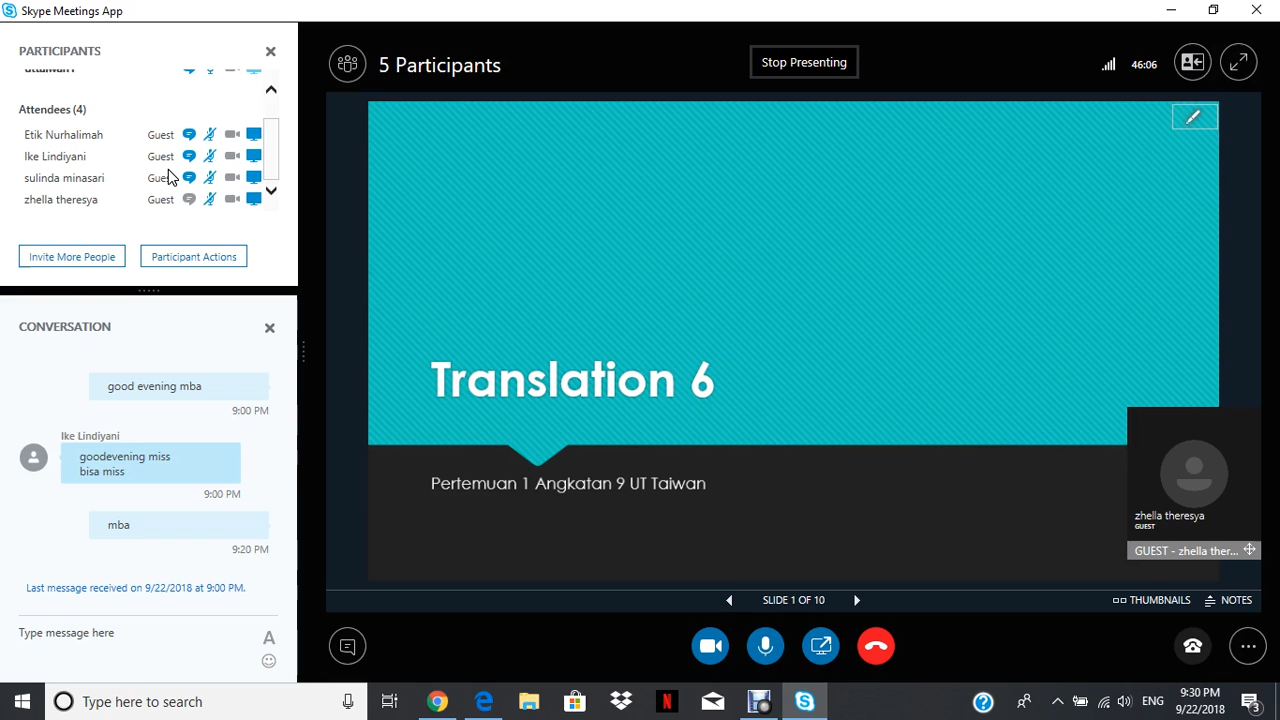 Skype Meetings App
PARTICIPANTS
Attendees (4)
Etik Nurhalimah Guest
Ike Lindiyani Guest
sulinda minasari
zhella theresya Guest
Invite More People
Participant Actions
CONVERSATION
good evening mba
9:00 PM
Ike Lindiyani
goodevening miss
bisa miss
9:00 PM
mba
9:20 PM
Last message received on 9/22/2018 at 9:00 PM.
Type message here
A
5 Participants
Stop Presenting
46:06
Translation 6
Pertemuan 1 Angkatan 9 UT Taiwan
zhella theresya
GUEST
GUEST - zhella ther...
SLIDE 1 OF 10
THUMBNAILS
NOTES
Type here to search
N
ENG
9:30 PM
9/22/2018
3